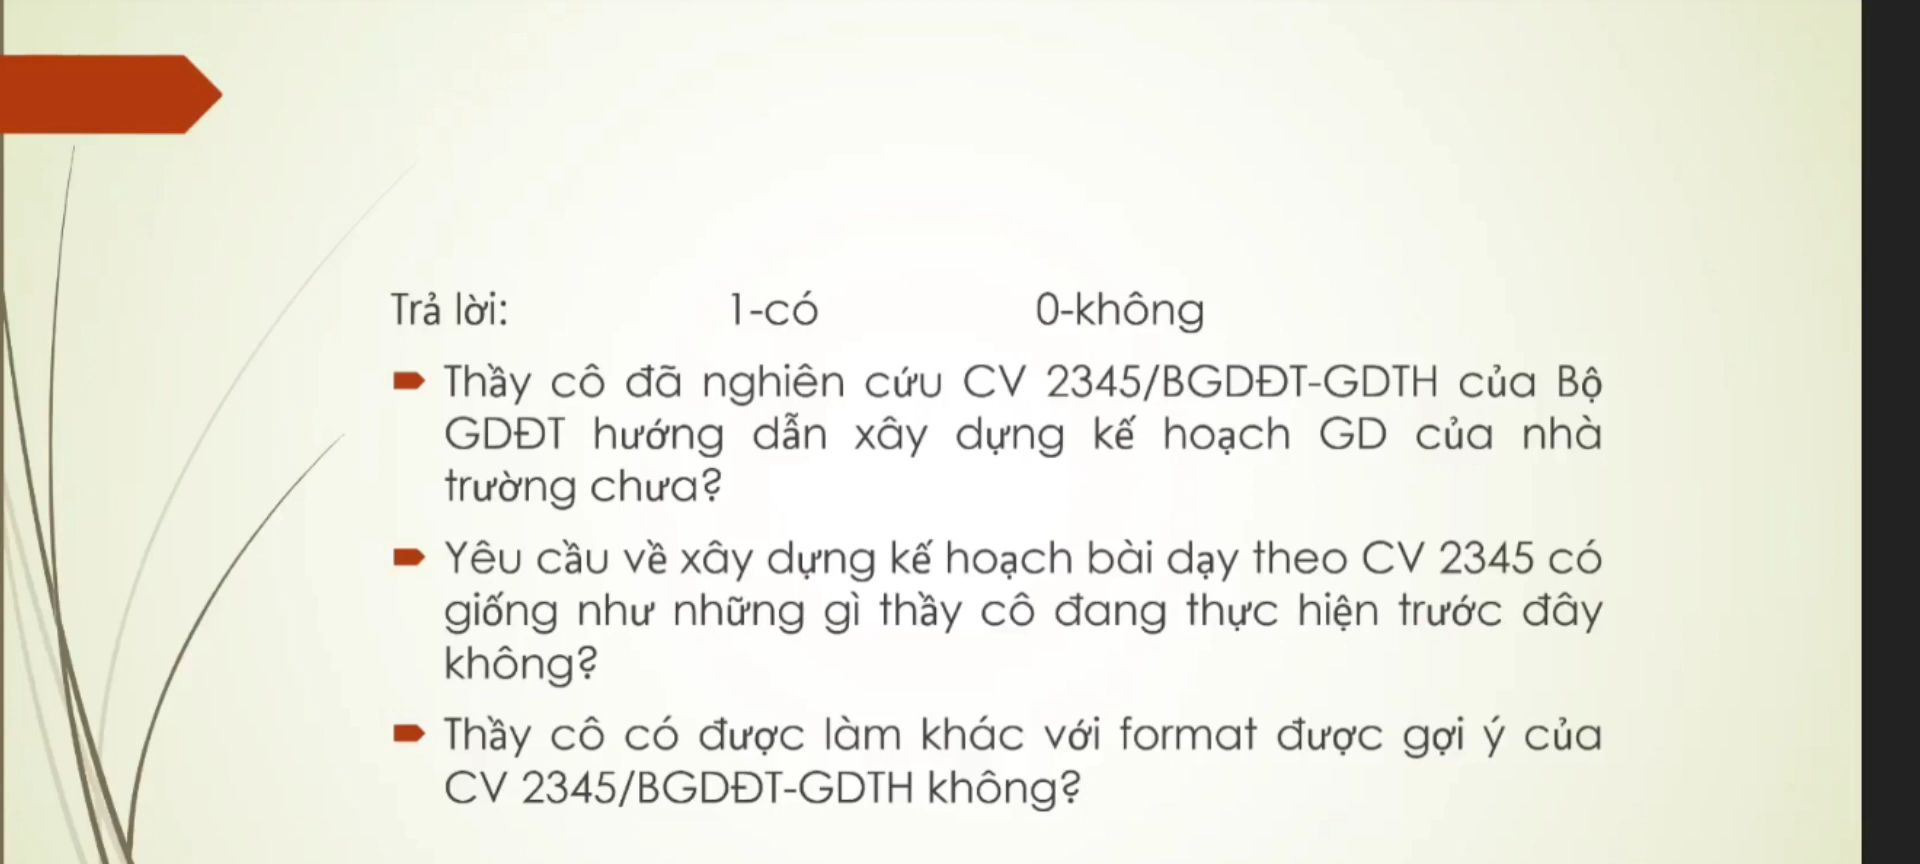 Trả lời: 1-có 0-không
Thầy cô đã nghiên cứu CV 2345/BGDĐT-GDTH của Bộ
GDĐT hướng dẫn xây dựng kế hoạch GD của nhà
trường chưa?
Yêu cầu về xây dựng kế hoạch bài dạy theo CV 2345 có
giống như những gì thầy cô đang thực hiện trước đây
không?
Thầy cô có được làm khác với format được gợi ý của
CV 2345/BGDĐT-GDTH không?